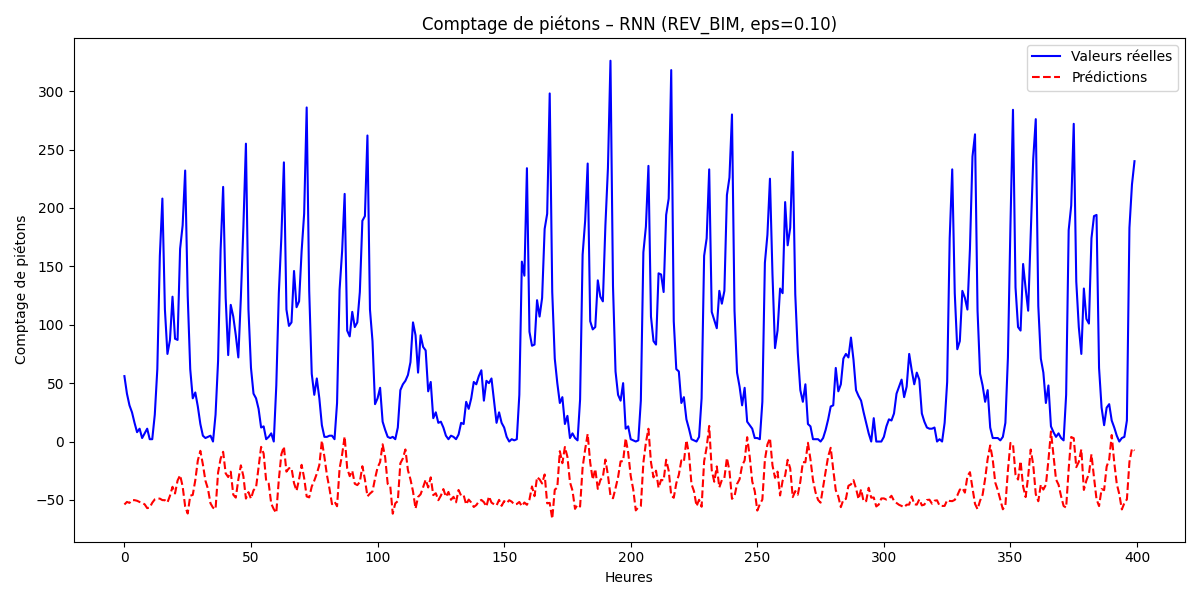 Comptage de piétons – RNN (REV_BIM, eps=0.10)
Valeurs réelles
Prédictions
Comptage de piétons
300
250
200
150
100
50
0
−50
0 50 100 150 200 250 300 350 400
Heures